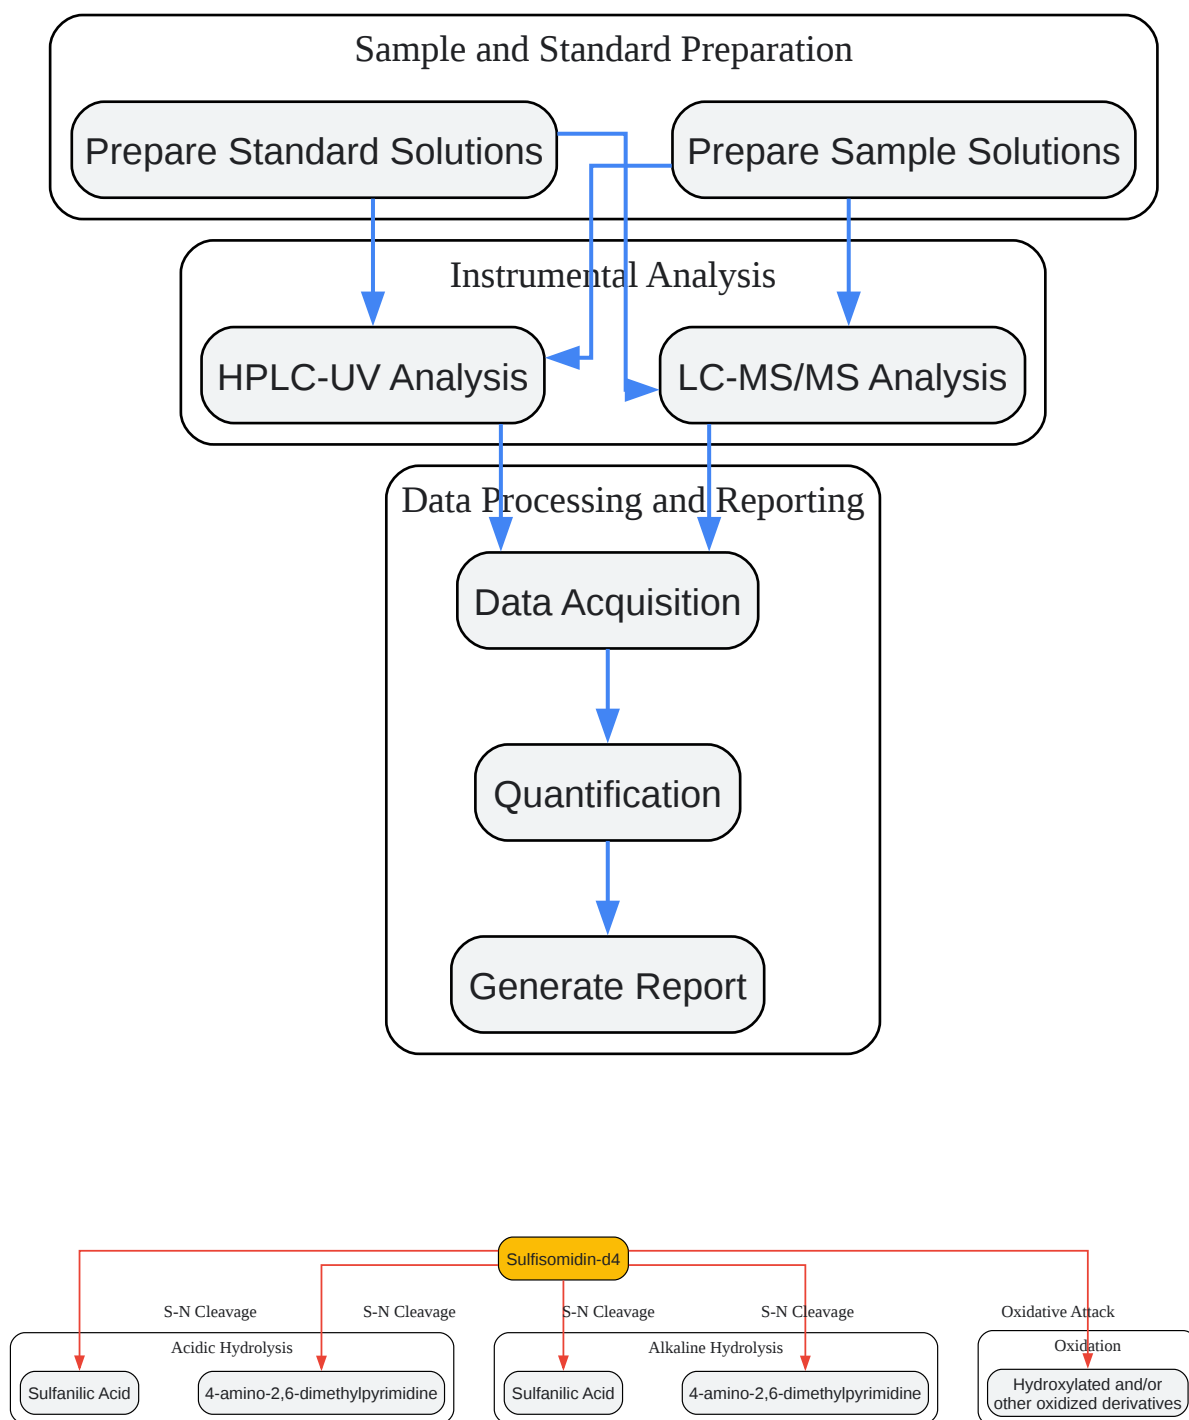 Sample and Standard Preparation
Prepare Standard Solutions
Prepare Sample Solutions
Instrumental Analysis
HPLC-UV Analysis
LC-MS/MS Analysis
Data Processing and Reporting
Data Acquisition
Quantification
Generate Report
Sulfisomidin-d4
S-N Cleavage
S-N Cleavage
S-N Cleavage
S-N Cleavage
Oxidative Attack
Acidic Hydrolysis
Alkaline Hydrolysis
Oxidation
Sulfanilic Acid
4-amino-2,6-dimethylpyrimidine
Sulfanilic Acid
4-amino-2,6-dimethylpyrimidine
Hydroxylated and/or
other oxidized derivatives